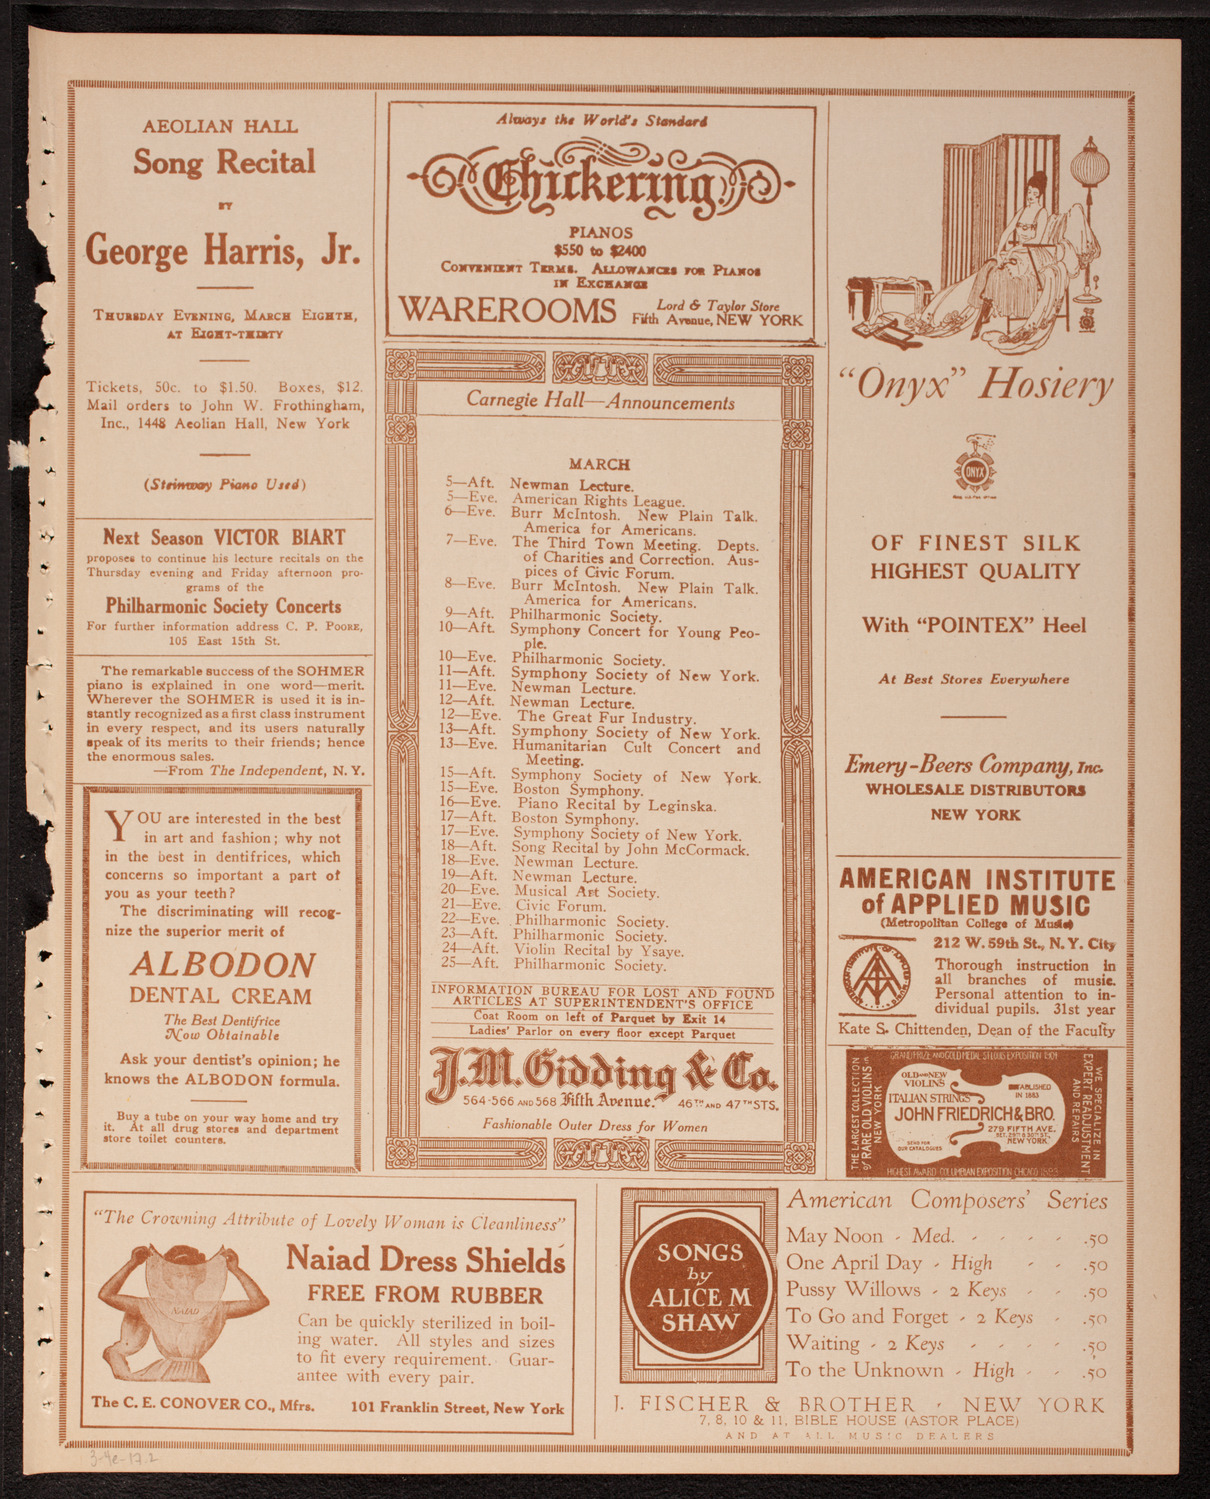 AEOLIAN HALL
Song Recital
BY
George Harris, Jr.
Thursday Evening, March Eighth,
at Eight-thirty
Tickets, 50c. to $1.50. Boxes, $12.
Mail orders to John W. Frothingham,
Inc., 1448 Aeolian Hall, New York
(Steinway Piano Used)
Next Season VICTOR BIART
proposes to continue his lecture recitals on the
Thursday evening and Friday afternoon pro-
grams of the
Philharmonic Society Concerts
For further information address C. P. Poore,
105 East 15th St.
The remarkable success of the SOHMER
piano is explained in one word—merit.
Wherever the SOHMER is used it is in-
stantly recognized as a first class instrument
in every respect, and its users naturally
speak of its merits to their friends; hence
the enormous sales.
—From The Independent, N. Y.
YOU are interested in the best
in art and fashion; why not
in the best in dentifrices, which
concerns so important a part of
you as your teeth?
The discriminating will recog-
nize the superior merit of
ALBODON
DENTAL CREAM
The Best Dentifrice
Now Obtainable
Ask your dentist's opinion; he
knows the ALBODON formula.
Buy a tube on your way home and try
it. At all drug stores and department
store toilet counters.
Always the World's Standard
Chickering
PIANOS
$550 to $2400
Convenient Terms. Allowances for Pianos
in Exchange
WAREROOMS Lord & Taylor Store
Fifth Avenue, NEW YORK
Carnegie Hall—Announcements
MARCH
5—Aft. Newman Lecture.
5—Eve. American Rights League.
6—Eve. Burr McIntosh. New Plain Talk.
America for Americans.
7—Eve. The Third Town Meeting. Depts.
of Charities and Correction. Aus-
pices of Civic Forum.
8—Eve. Burr McIntosh. New Plain Talk.
America for Americans.
9—Aft. Philharmonic Society.
10—Aft. Symphony Concert for Young Peo-
ple.
10—Eve. Philharmonic Society.
11—Aft. Symphony Society of New York.
11—Eve. Newman Lecture.
12—Aft. Newman Lecture.
12—Eve. The Great Fur Industry.
13—Aft. Symphony Society of New York.
13—Eve. Humanitarian Cult Concert and
Meeting.
15—Aft. Symphony Society of New York.
15—Eve. Boston Symphony.
16—Eve. Piano Recital by Leginska.
17—Aft. Boston Symphony.
17—Eve. Symphony Society of New York.
18—Aft. Song Recital by John McCormack.
18—Eve. Newman Lecture.
19—Aft. Newman Lecture.
20—Eve. Musical Art Society.
21—Eve. Civic Forum.
22—Eve. Philharmonic Society.
23—Aft. Philharmonic Society.
24—Aft. Violin Recital by Ysaye.
25—Aft. Philharmonic Society.
INFORMATION BUREAU FOR LOST AND FOUND
ARTICLES AT SUPERINTENDENT'S OFFICE
Coat Room on left of Parquet by Exit 14
Ladies' Parlor on every floor except Parquet
J. M. Gidding & Co.
564-566 AND 568 Fifth Avenue. 46TH AND 47TH STS.
Fashionable Outer Dress for Women
"Onyx" Hosiery
ONYX
OF FINEST SILK
HIGHEST QUALITY
With "POINTEX" Heel
At Best Stores Everywhere
Emery-Beers Company, Inc.
WHOLESALE DISTRIBUTORS
NEW YORK
AMERICAN INSTITUTE
of APPLIED MUSIC
(Metropolitan College of Music)
212 W. 59th St., N. Y. City
Thorough instruction in
all branches of music.
Personal attention to in-
dividual pupils. 31st year
Kate S. Chittenden, Dean of the Faculty
GRAND PRIZE AND GOLD MEDAL ST LOUIS EXPOSITION 1904
THE LARGEST COLLECTION
of RARE OLD VIOLINS in
NEW YORK
OLD AND NEW
VIOLINS
ITALIAN STRINGS
ESTABLISHED
IN 1883
JOHN FRIEDRICH & BRO.
279 FIFTH AVE.
BET. 29TH & 30TH ST.,
NEW YORK
SEND FOR
OUR CATALOGUES
WE SPECIALIZE IN
EXPERT READJUSTMENT
AND REPAIRS
HIGHEST AWARD COLUMBIAN EXPOSITION CHICAGO 1893
"The Crowning Attribute of Lovely Woman is Cleanliness"
NAIAD
Naiad Dress Shields
FREE FROM RUBBER
Can be quickly sterilized in boil-
ing water. All styles and sizes
to fit every requirement. Guar-
antee with every pair.
The C. E. CONOVER CO., Mfrs. 101 Franklin Street, New York
SONGS
by
ALICE M
SHAW
American Composers' Series
May Noon - Med. - - - - .50
One April Day - High - - .50
Pussy Willows - 2 Keys - - .50
To Go and Forget - 2 Keys - .50
Waiting - 2 Keys - - - - .50
To the Unknown - High - - .50
J. FISCHER & BROTHER, NEW YORK
7, 8, 10 & 11, BIBLE HOUSE (ASTOR PLACE)
AND AT ALL MUSIC DEALERS
3-4e-17.2